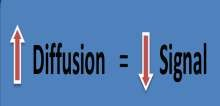 Diffusion = Signal